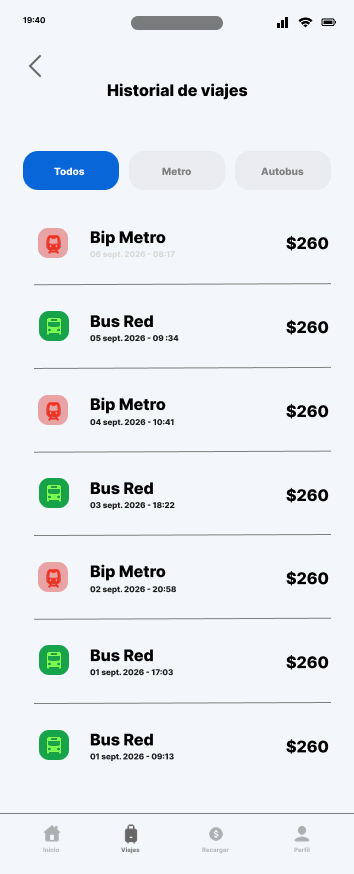 19:40
Historial de viajes
Todos
Metro
Autobus
Bip Metro
06 sept. 2026 - 08:17
$260
Bus Red
05 sept. 2026 - 09 :34
$260
Bip Metro
04 sept. 2026 - 10:41
$260
Bus Red
03 sept. 2026 - 18:22
$260
Bip Metro
02 sept. 2026 - 20:58
$260
Bus Red
01 sept. 2026 - 17:03
$260
Bus Red
01 sept. 2026 - 09:13
$260
Inicio
Viajes
Recargar
Perfil